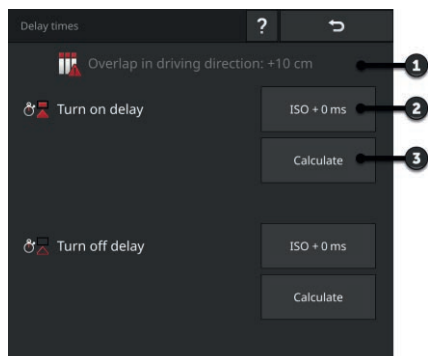 Delay times ?
Overlap in driving direction: +10 cm 1
Turn on delay ISO + 0 ms 2
Calculate 3
Turn off delay ISO + 0 ms
Calculate